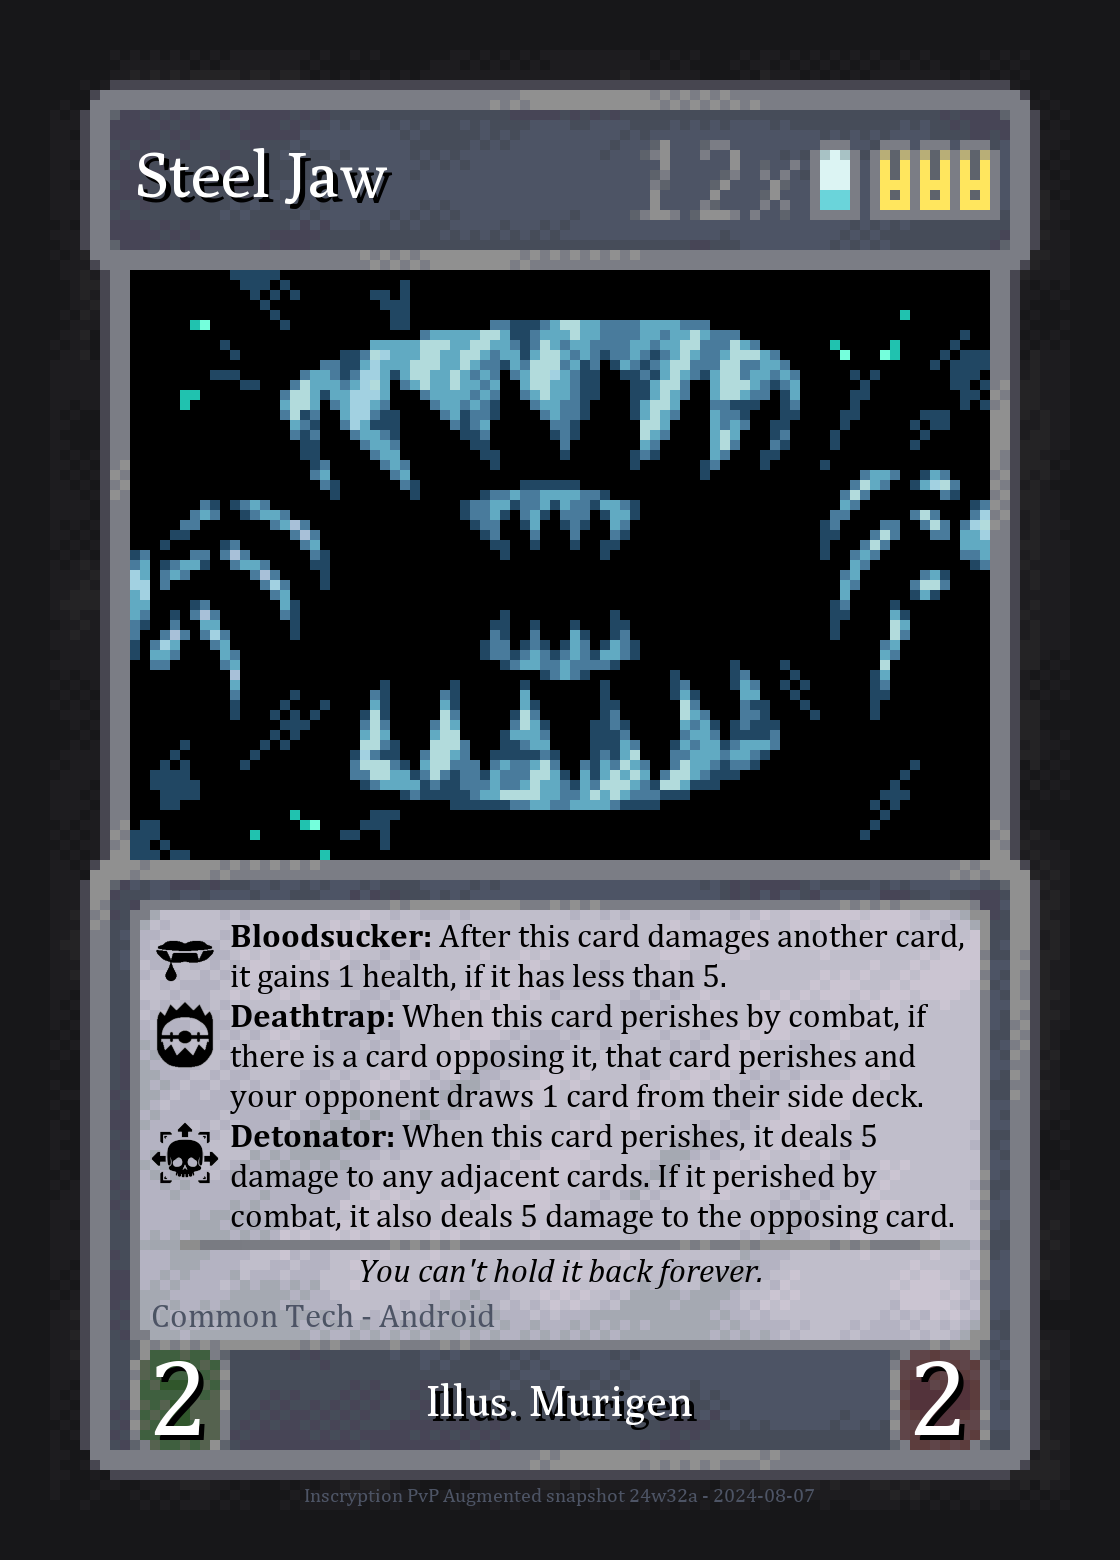 Steel Jaw 12x
Bloodsucker: After this card damages another card,
it gains 1 health, if it has less than 5.
Deathtrap: When this card perishes by combat, if
there is a card opposing it, that card perishes and
your opponent draws 1 card from their side deck.
Detonator: When this card perishes, it deals 5
damage to any adjacent cards. If it perished by
combat, it also deals 5 damage to the opposing card.
You can't hold it back forever.
Common Tech - Android
2 Illus. Murigen 2
Inscryption PvP Augmented snapshot 24w32a - 2024-08-07